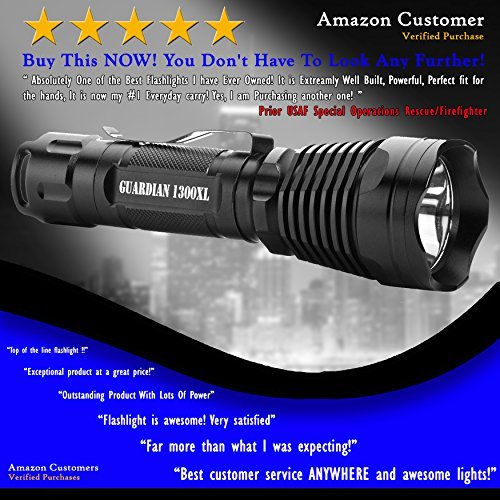 Amazon Customer
Verified Purchase
Buy This NOW! You Don't Have To Look Any Further!
“ Absolutely One of the Best Flashlights I have Ever Owned! It is Extreamly Well Built, Powerful, Perfect fit for
the hands, It is now my #1 Everyday carry! Yes, I am Purchasing another one! ”
Prior USAF Special Operations Rescue/Firefighter
GUARDIAN 1300XL
“Top of the line flashlight !!”
“Exceptional product at a great price!”
“Outstanding Product With Lots Of Power”
“Flashlight is awesome! Very satisfied”
“Far more than what I was expecting!”
Amazon Customers
Verified Purchases
“Best customer service ANYWHERE and awesome lights!”